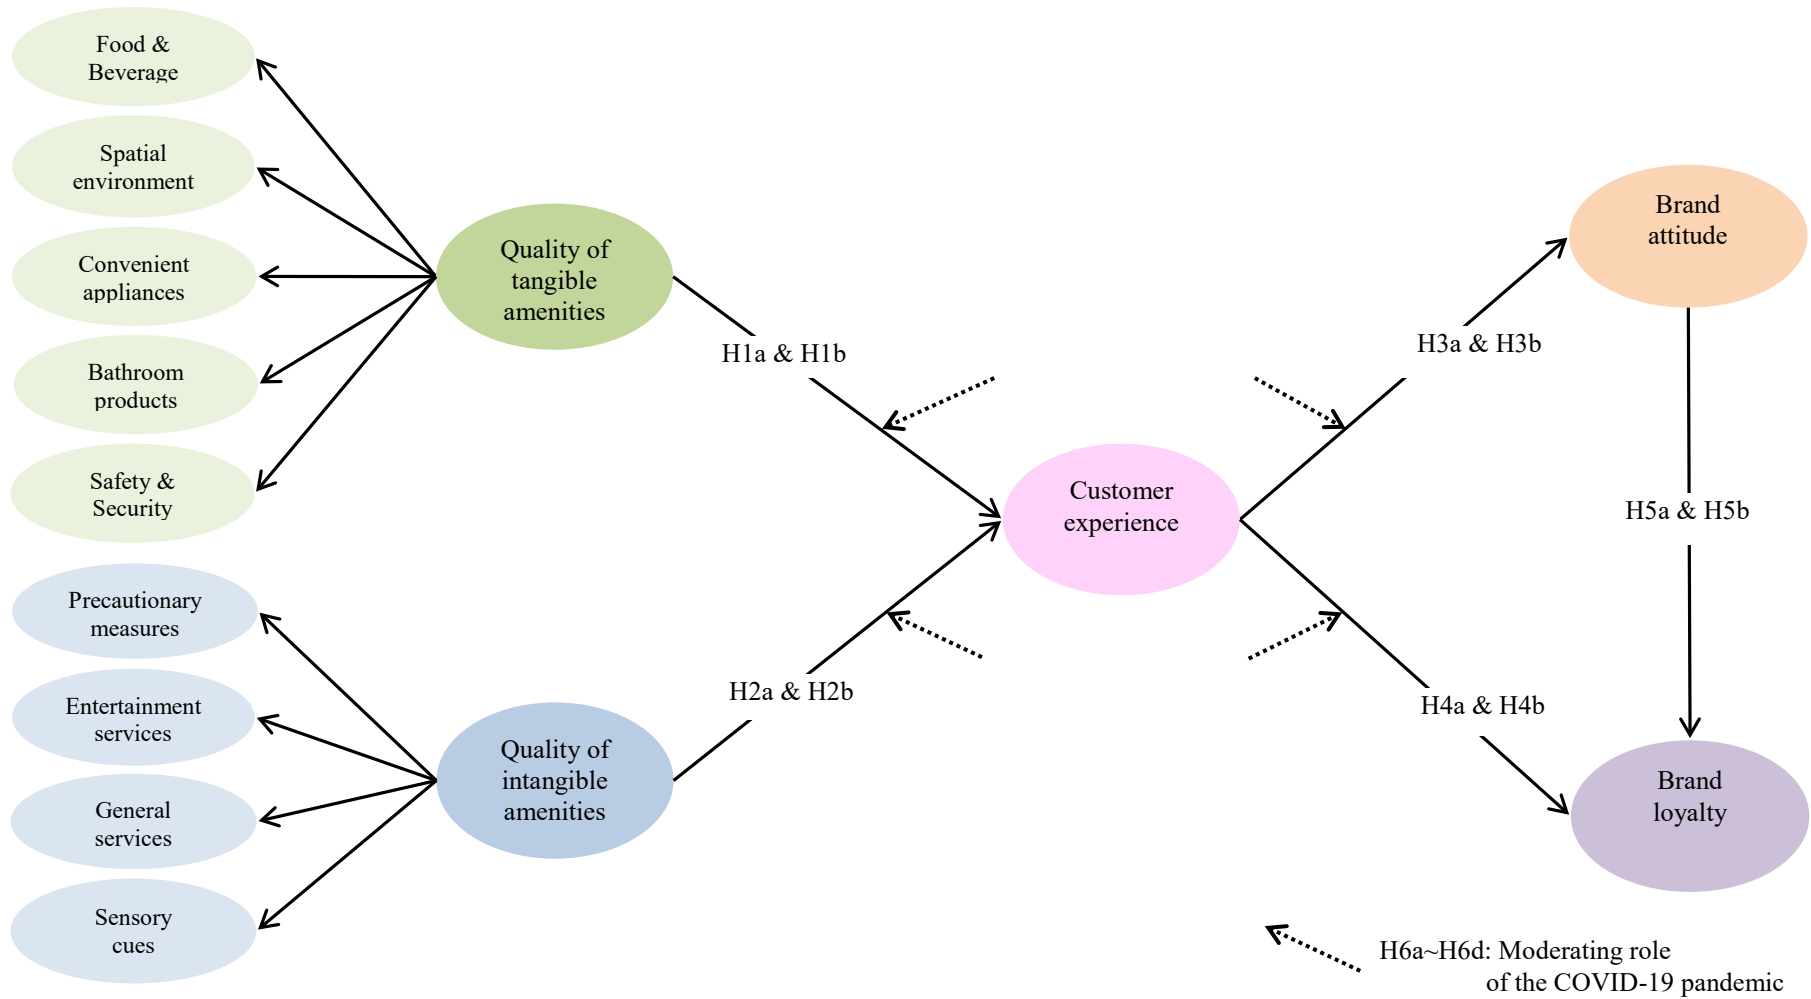 Food &
Beverage
Spatial
environment
Convenient
appliances
Bathroom
products
Safety &
Security
Precautionary
measures
Entertainment
services
General
services
Sensory
cues
Quality of
tangible
amenities
Quality of
intangible
amenities
H1a & H1b
H2a & H2b
Customer
experience
H3a & H3b
H4a & H4b
Brand
attitude
H5a & H5b
Brand
loyalty
H6a~H6d: Moderating role
of the COVID-19 pandemic